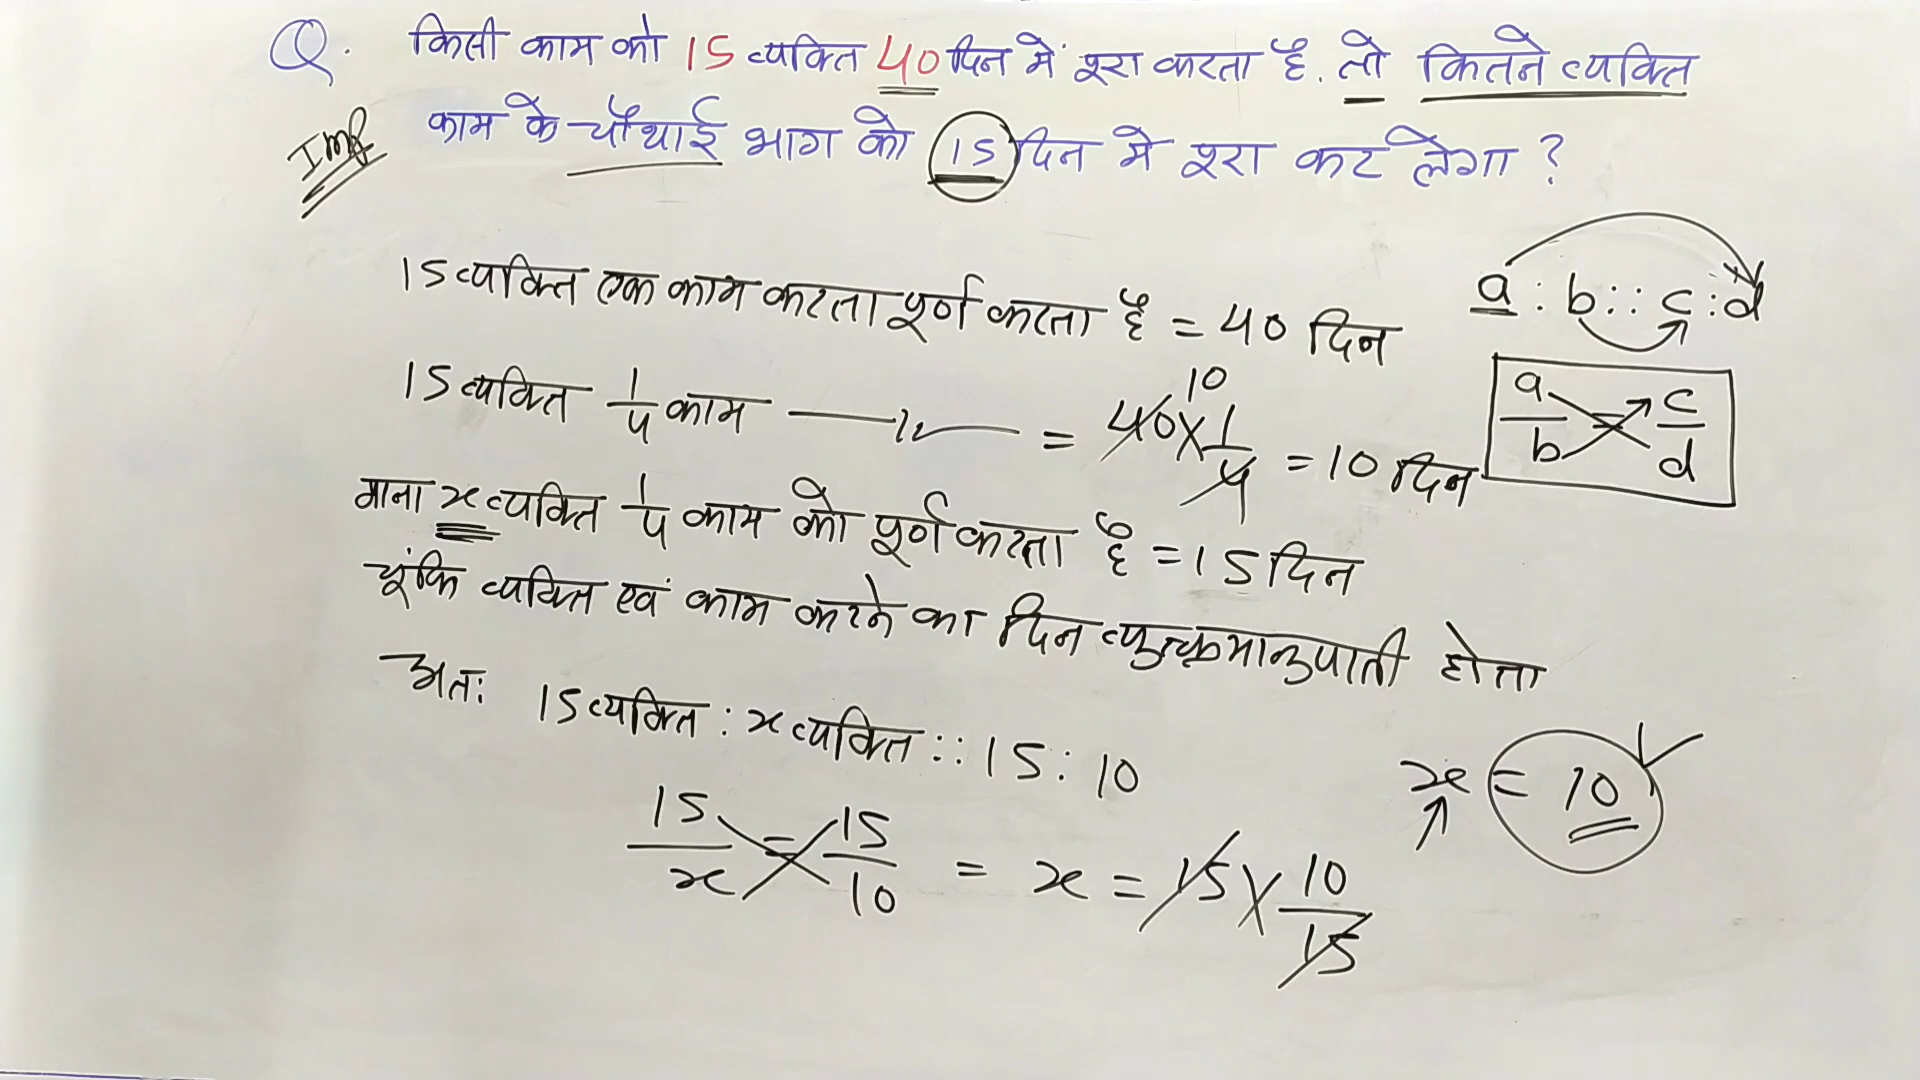 Q. किसी काम को 15 व्यक्ति 40 दिन में पूरा करता है. तो कितने व्यक्ति
Imp काम के चौथाई भाग को 15 दिन मे पूरा कर लेगा ?
a : b :: c : d
15 व्यक्ति एक काम करता पूर्ण करता है = 40 दिन
15 व्यक्ति 1/4 काम —〃— = 40 × 1/4 = 10 दिन
10
a/b = c/d
माना x व्यक्ति 1/4 काम को पूर्ण करता है = 15 दिन
चूंकि व्यक्ति एवं काम करने का दिन व्युत्क्रमानुपाती होता
अतः 15 व्यक्ति : x व्यक्ति :: 15 : 10
15/x = 15/10 = x = 15 × 10/15
x = 10